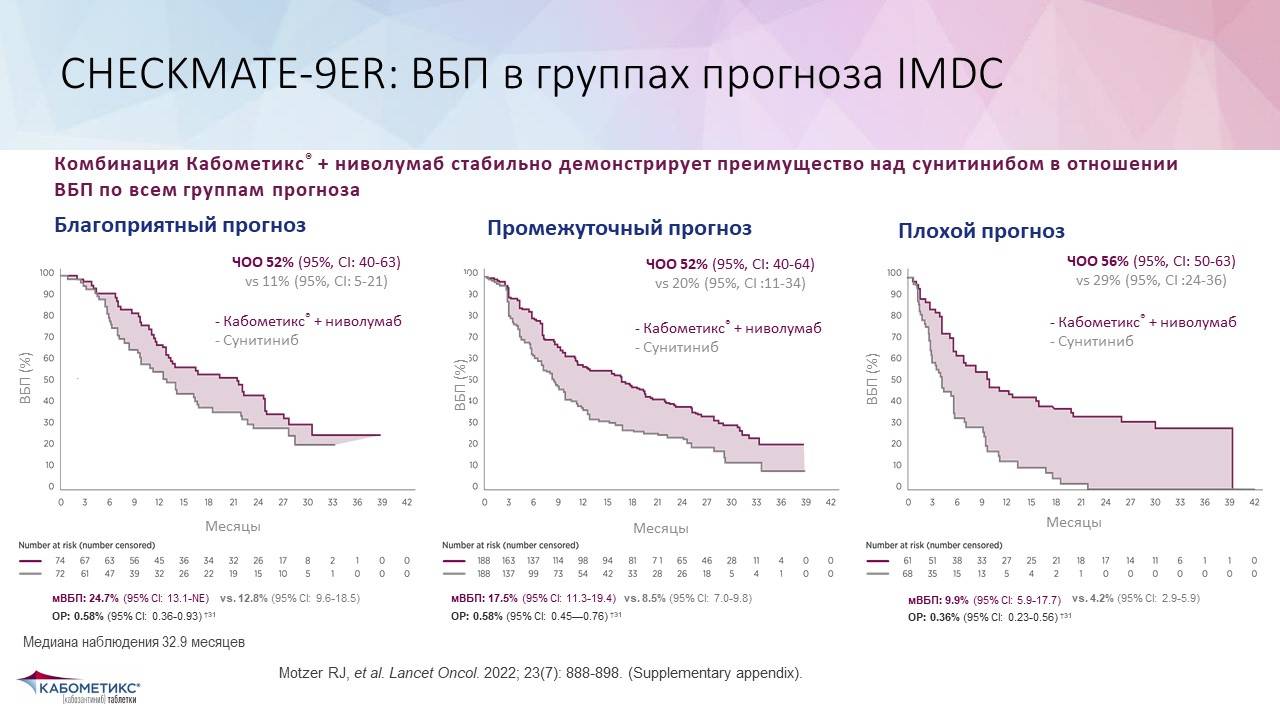 CHECKMATE-9ER: ВБП в группах прогноза IMDC
Комбинация Кабометикс® + ниволумаб стабильно демонстрирует преимущество над сунитинибом в отношении
ВБП по всем группам прогноза
Благоприятный прогноз
ЧОО 52% (95%, CI: 40-63)
vs 11% (95%, CI: 5-21)
- Кабометикс® + ниволумаб
- Сунитиниб
ВБП (%)
100
90
80
70
60
50
40
30
20
10
0
0 3 6 9 12 15 18 21 24 27 30 33 36 39 42
Месяцы
Number at risk (number censored)
74 67 63 56 45 36 34 32 26 17 8 2 1 0 0
72 61 47 39 32 26 22 19 15 10 5 1 0 0 0
мВБП: 24.7% (95% CI: 13.1-NE) vs. 12.8% (95% CI: 9.6-18.5)
ОР: 0.58% (95% CI: 0.36-0.93) †31
Промежуточный прогноз
ЧОО 52% (95%, CI: 40-64)
vs 20% (95%, CI :11-34)
- Кабометикс® + ниволумаб
- Сунитиниб
ВБП (%)
100
90
80
70
60
50
40
30
20
10
0
0 3 6 9 12 15 18 21 24 27 30 33 36 39 42
Месяцы
Number at risk (number censored)
188 163 137 114 98 94 81 71 65 46 28 11 4 0 0
188 137 99 73 54 42 33 28 26 18 5 4 1 0 0
мВБП: 17.5% (95% CI: 11.3-19.4) vs. 8.5% (95% CI: 7.0-9.8)
ОР: 0.58% (95% CI: 0.45—0.76) †31
Плохой прогноз
ЧОО 56% (95%, CI: 50-63)
vs 29% (95%, CI :24-36)
- Кабометикс® + ниволумаб
- Сунитиниб
ВБП (%)
100
90
80
70
60
50
40
30
20
10
0
0 3 6 9 12 15 18 21 24 27 30 33 36 39 42
Месяцы
Number at risk (number censored)
61 51 38 33 27 25 21 18 17 14 11 6 1 1 0
68 35 15 13 5 4 2 1 0 0 0 0 0 0 0
мВБП: 9.9% (95% CI: 5.9-17.7) vs. 4.2% (95% CI: 2.9-5.9)
ОР: 0.36% (95% CI: 0.23-0.56) †31
Медиана наблюдения 32.9 месяцев
Motzer RJ, et al. Lancet Oncol. 2022; 23(7): 888-898. (Supplementary appendix).
КАБОМЕТИКС®
(кабозантиниб) таблетки